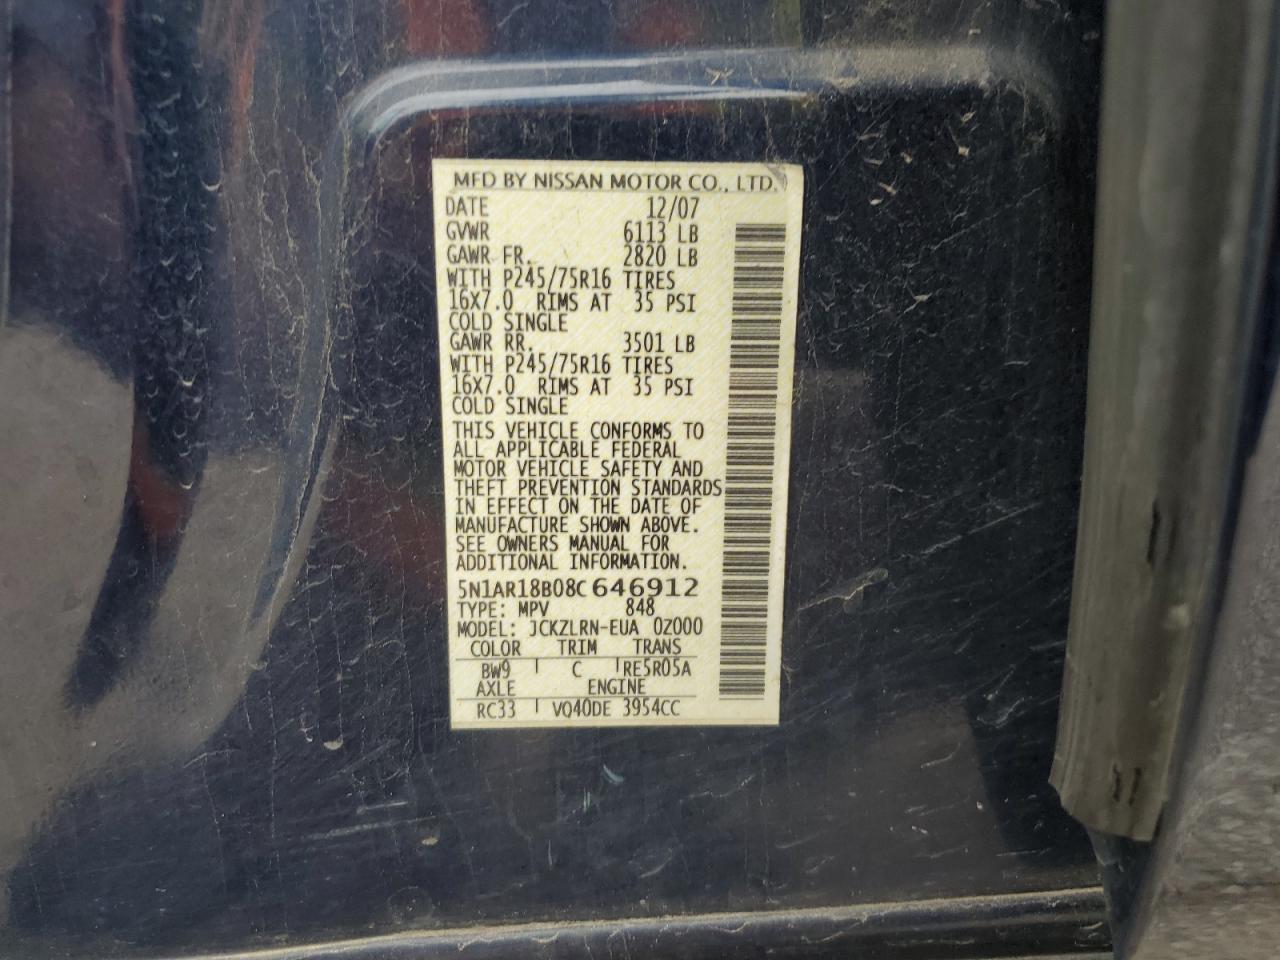 MFD BY NISSAN MOTOR CO., LTD.
DATE 12/07
GVWR 6113 LB
GAWR FR. 2820 LB
WITH P245/75R16 TIRES
16X7.0 RIMS AT 35 PSI
COLD SINGLE
GAWR RR. 3501 LB
WITH P245/75R16 TIRES
16X7.0 RIMS AT 35 PSI
COLD SINGLE
THIS VEHICLE CONFORMS TO
ALL APPLICABLE FEDERAL
MOTOR VEHICLE SAFETY AND
THEFT PREVENTION STANDARDS
IN EFFECT ON THE DATE OF
MANUFACTURE SHOWN ABOVE.
SEE OWNERS MANUAL FOR
ADDITIONAL INFORMATION.
5N1AR18B08C646912
TYPE: MPV 848
MODEL: JCKZLRN-EUA 0Z000
COLOR TRIM TRANS
BW9 C RE5R05A
AXLE ENGINE
RC33 VQ40DE 3954CC